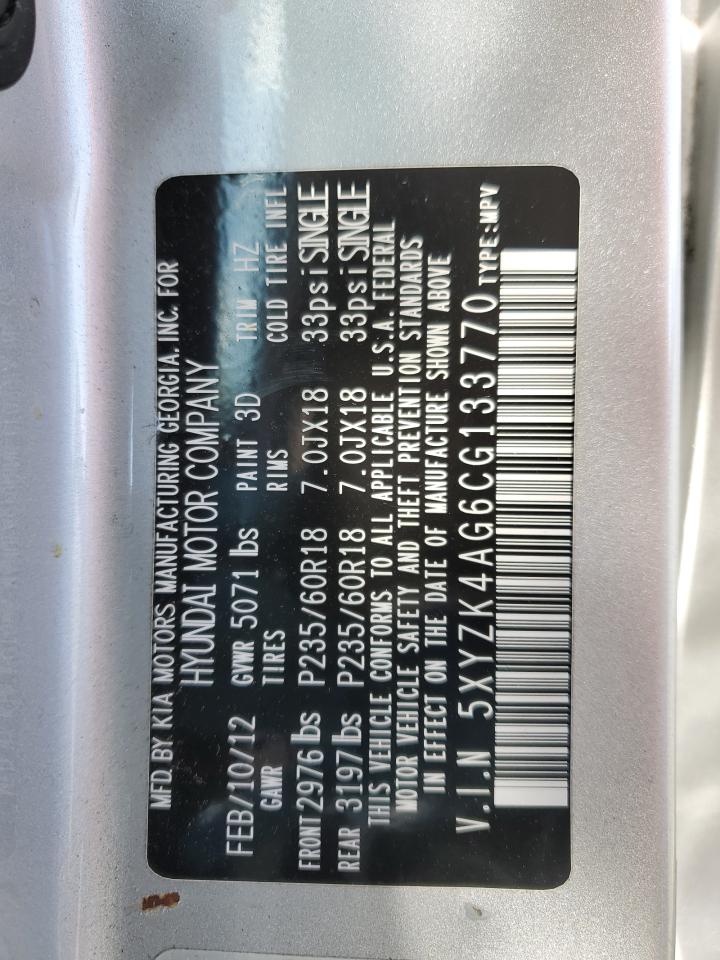 MFD. BY KIA MOTORS MANUFACTURING GEORGIA. INC. FOR
HYUNDAI MOTOR COMPANY
FEB/10/12 GVWR 5071 lbs PAINT 3D TRIM HZ
GAWR TIRES RIMS COLD TIRE INFL
FRONT 2976 lbs P235/60R18 7.0JX18 33psi SINGLE
REAR 3197 lbs P235/60R18 7.0JX18 33psi SINGLE
THIS VEHICLE CONFORMS TO ALL APPLICABLE U.S.A. FEDERAL
MOTOR VEHICLE SAFETY AND THEFT PREVENTION STANDARDS
IN EFFECT ON THE DATE OF MANUFACTURE SHOWN ABOVE
V.I.N 5XYZK4AG6CG133770 TYPE:MPV